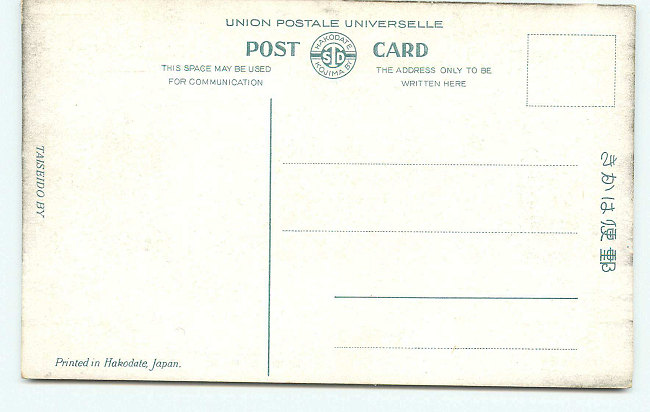 UNION POSTALE UNIVERSELLE
POST CARD
HAKODATE
STD
KOJIMA BT
THIS SPACE MAY BE USED
FOR COMMUNICATION
THE ADDRESS ONLY TO BE
WRITTEN HERE
TAISEIDO BY
きかは便郵
Printed in Hakodate, Japan.